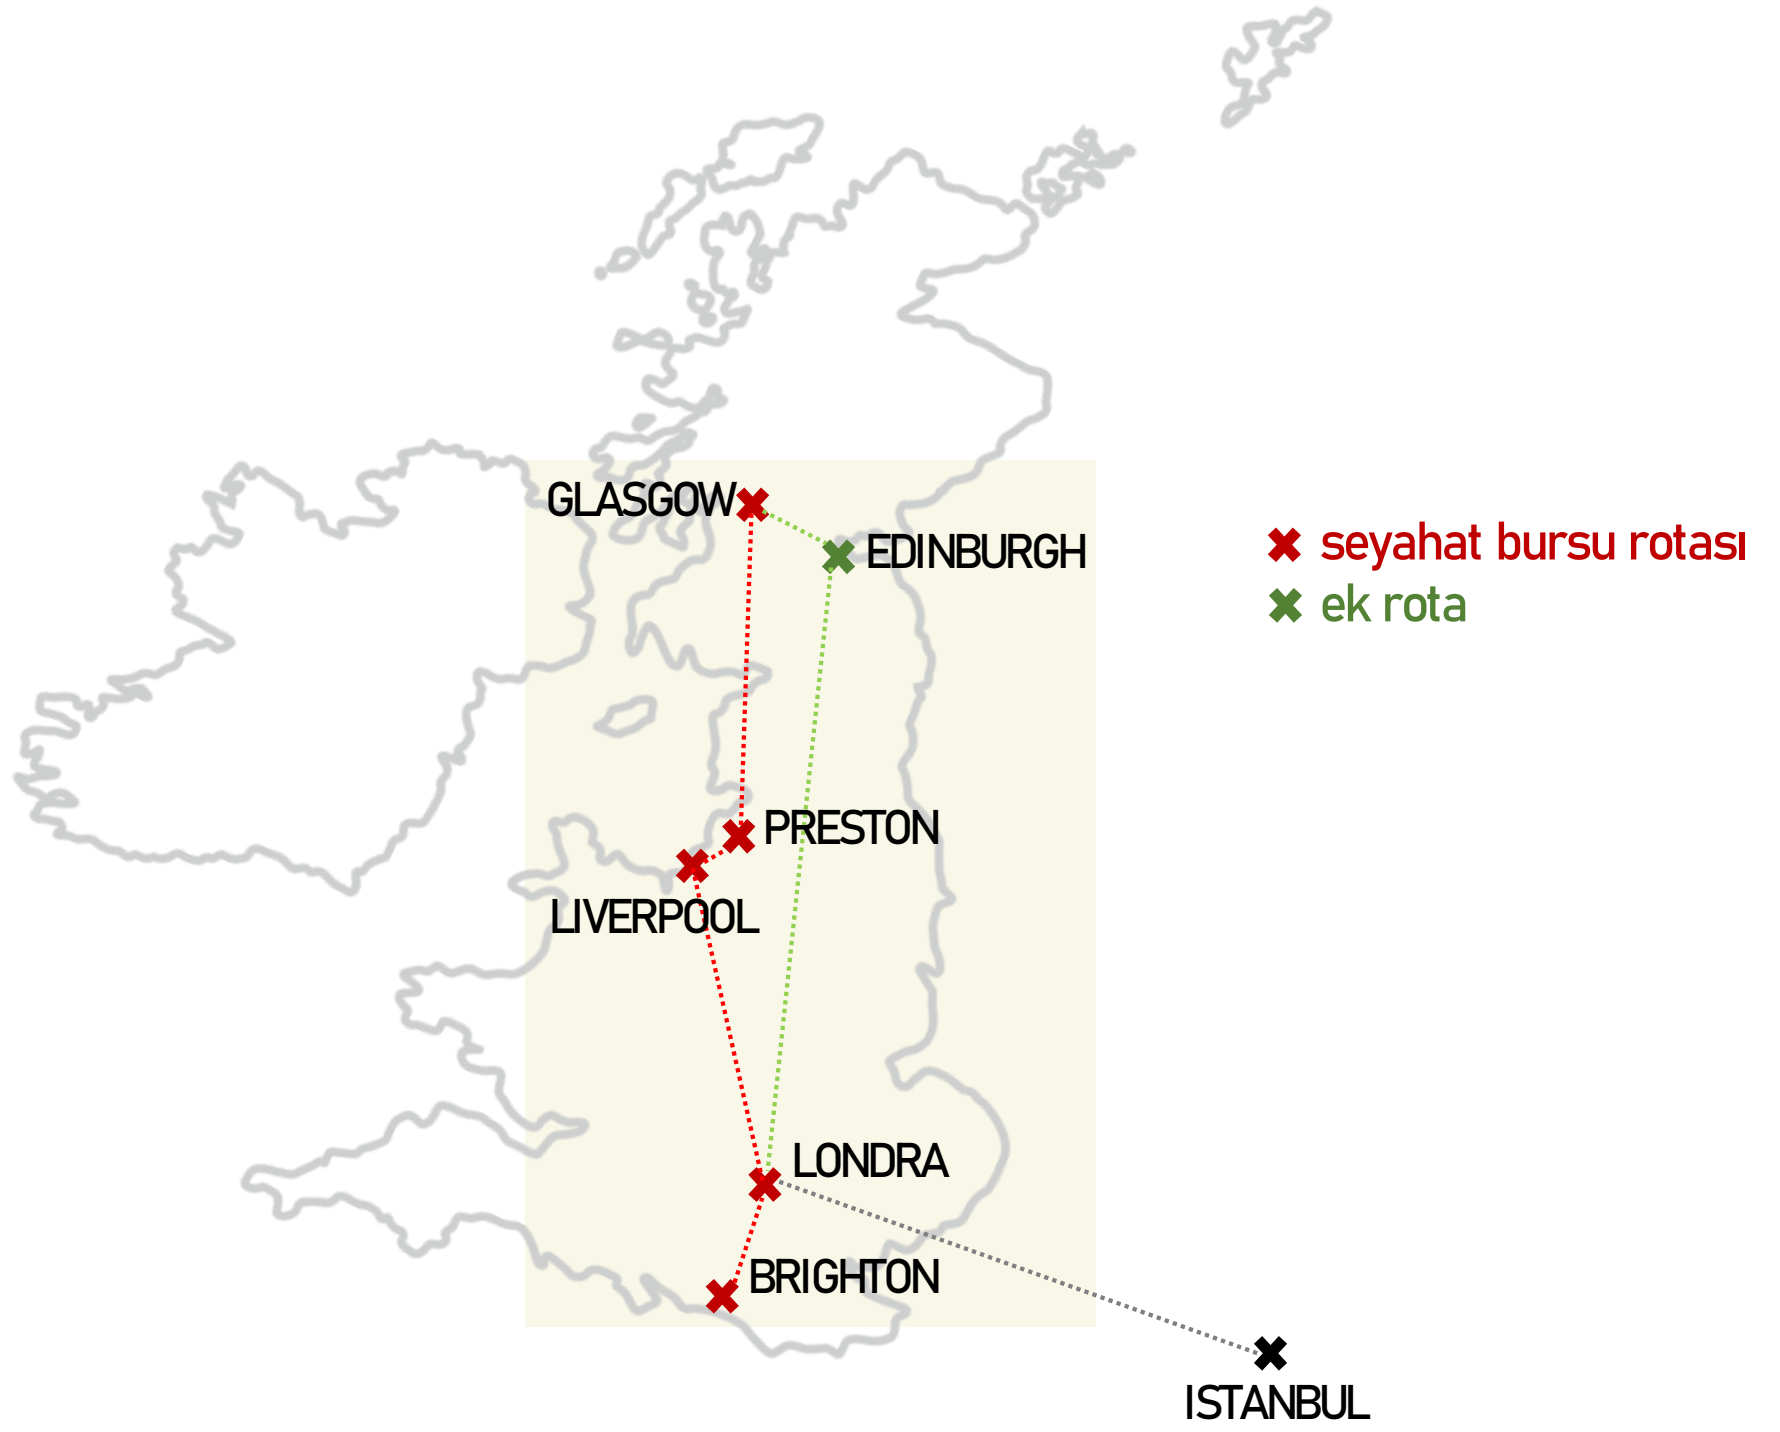 GLASGOW
EDINBURGH
seyahat bursu rotası
ek rota
PRESTON
LIVERPOOL
LONDRA
BRIGHTON
ISTANBUL